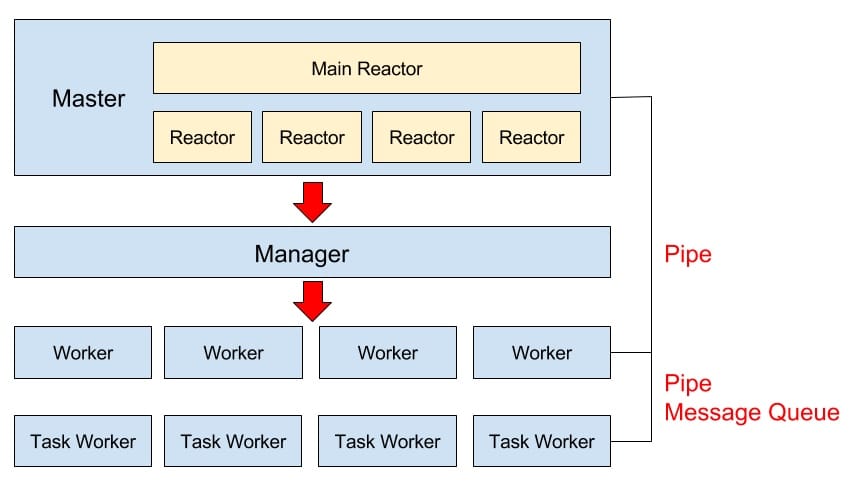 Main Reactor
Master
Reactor Reactor Reactor Reactor
Manager
Pipe
Worker Worker Worker Worker
Pipe
Message Queue
Task Worker Task Worker Task Worker Task Worker